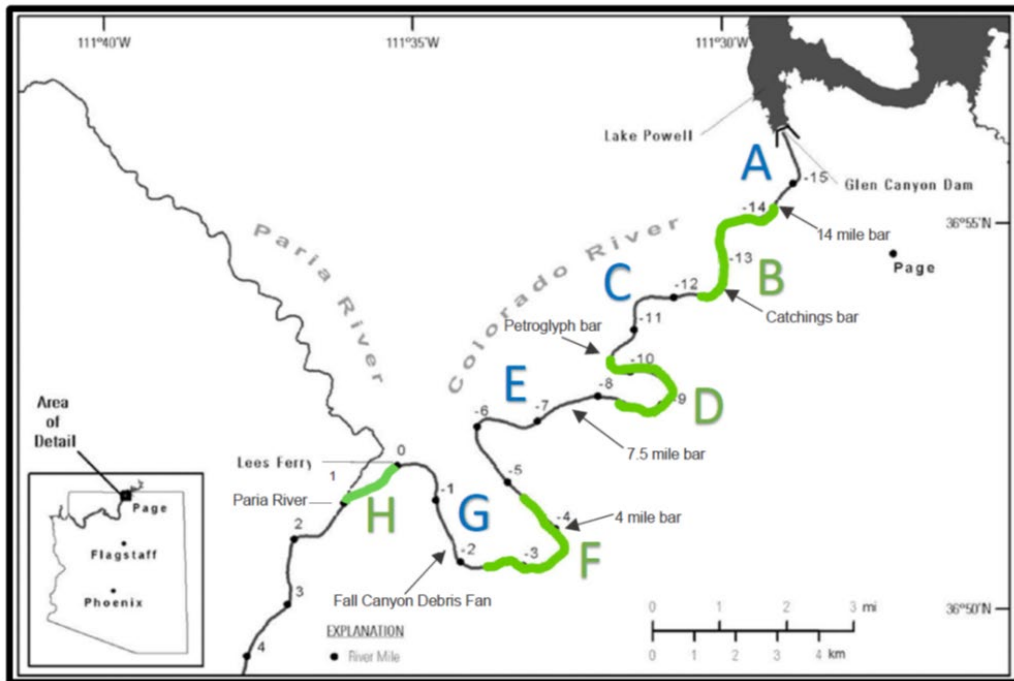 111°40'W
111°35'W
111°30'W
Lake Powell
A
-15
Glen Canyon Dam
-14
14 mile bar
36°55'N
Paria River
Colorado River
-13
B
Page
C
-12
Catchings bar
-11
Petroglyph bar
-10
E
-8
-9
D
Area
of
Detail
-6
-7
7.5 mile bar
Lees Ferry
0
1
-5
Paria River
-1
H
G
-4
4 mile bar
Page
2
-2
-3
F
Flagstaff
Fall Canyon Debris Fan
Phoenix
3
0 1 2 3 mi
36°50'N
EXPLANATION
River Mile
4
0 1 2 3 4 km